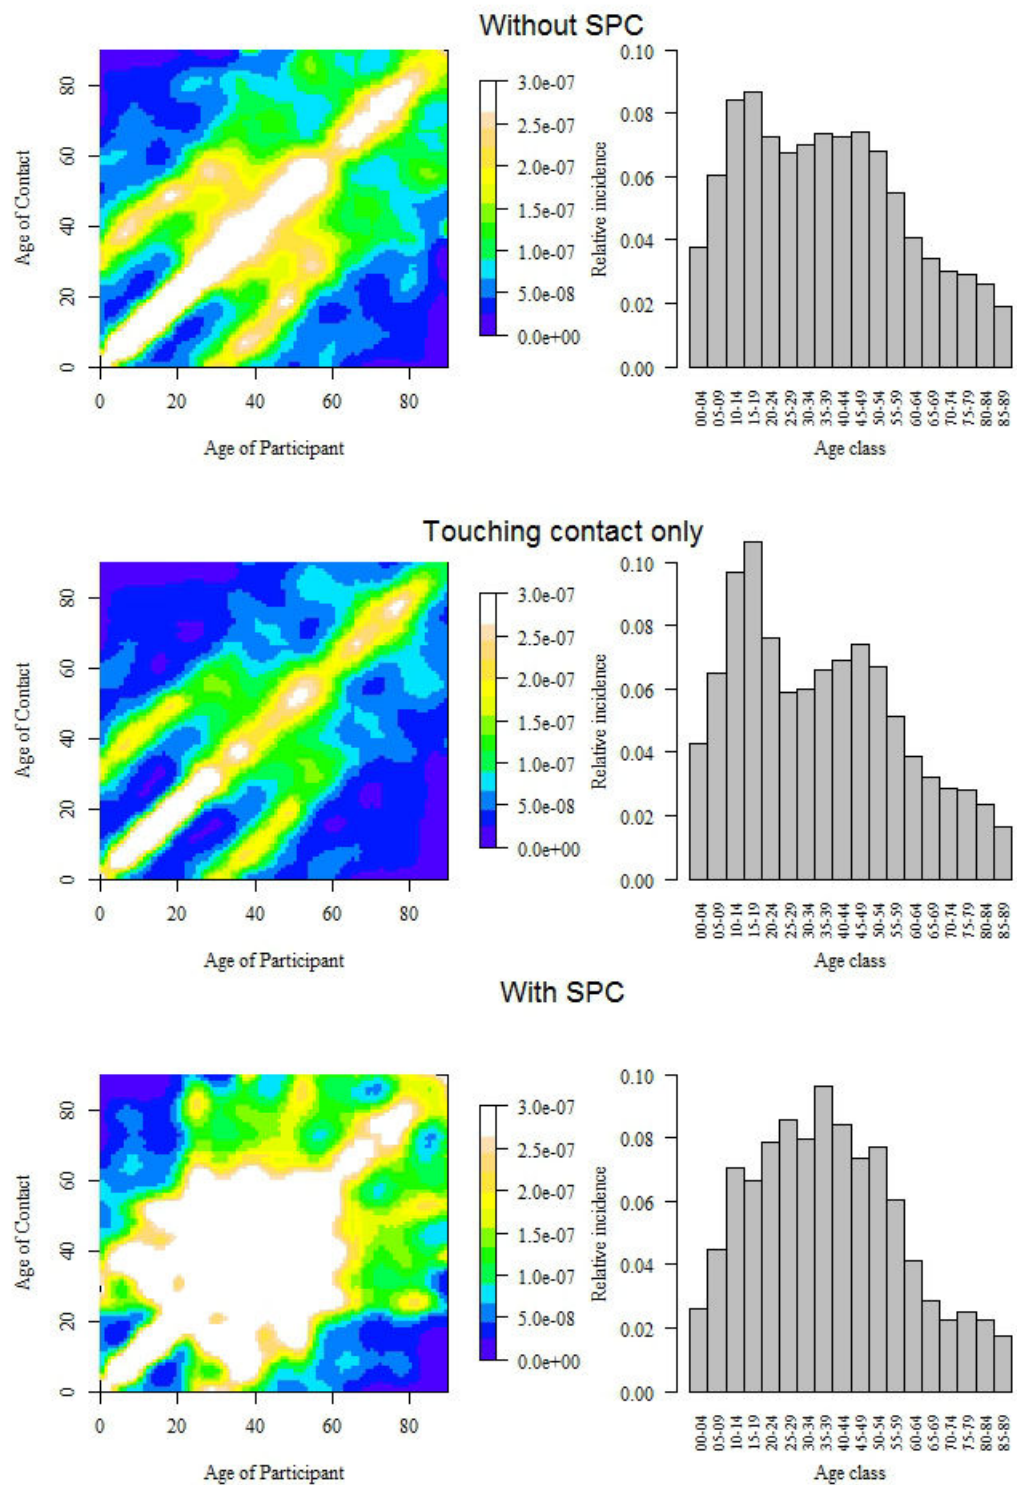 Without SPC
80
60
40
20
0
Age of Contact
0 20 40 60 80
Age of Participant
3.0e-07
2.5e-07
2.0e-07
1.5e-07
1.0e-07
5.0e-08
0.0e+00
0.10
0.08
0.06
0.04
0.02
0.00
Relative incidence
00-04 05-09 10-14 15-19 20-24 25-29 30-34 35-39 40-44 45-49 50-54 55-59 60-64 65-69 70-74 75-79 80-84 85-89
Age class
Touching contact only
80
60
40
20
0
Age of Contact
0 20 40 60 80
Age of Participant
3.0e-07
2.5e-07
2.0e-07
1.5e-07
1.0e-07
5.0e-08
0.0e+00
0.10
0.08
0.06
0.04
0.02
0.00
Relative incidence
00-04 05-09 10-14 15-19 20-24 25-29 30-34 35-39 40-44 45-49 50-54 55-59 60-64 65-69 70-74 75-79 80-84 85-89
Age class
With SPC
80
60
40
20
0
Age of Contact
0 20 40 60 80
Age of Participant
3.0e-07
2.5e-07
2.0e-07
1.5e-07
1.0e-07
5.0e-08
0.0e+00
0.10
0.08
0.06
0.04
0.02
0.00
Relative incidence
00-04 05-09 10-14 15-19 20-24 25-29 30-34 35-39 40-44 45-49 50-54 55-59 60-64 65-69 70-74 75-79 80-84 85-89
Age class